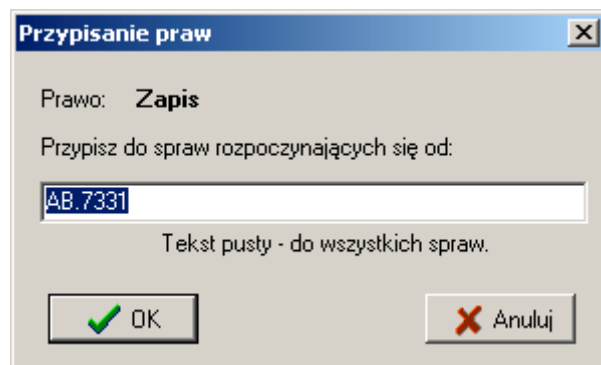 Przypisanie praw
Prawo: Zapis
Przypisz do spraw rozpoczynających się od:
AB.7331
Tekst pusty - do wszystkich spraw.
OK Anuluj